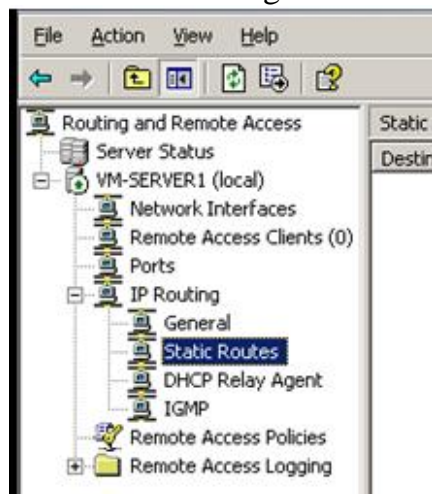 File Action View Help
Routing and Remote Access
Static
Server Status
Destin
VM-SERVER1 (local)
Network Interfaces
Remote Access Clients (0)
Ports
IP Routing
General
Static Routes
DHCP Relay Agent
IGMP
Remote Access Policies
Remote Access Logging